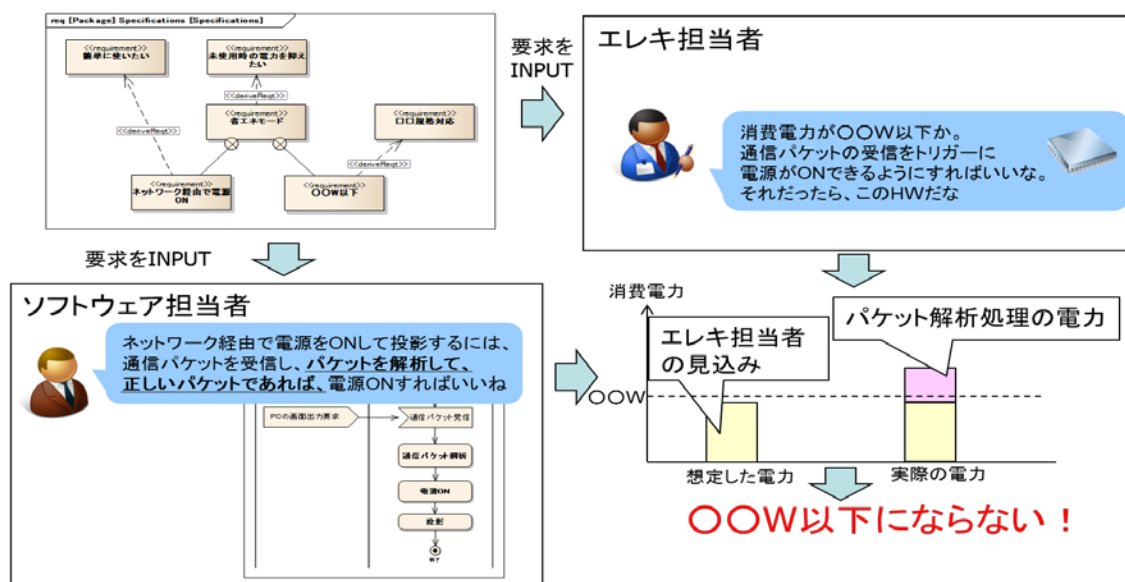 req [Package] Specifications [Specifications]
<<requirement>>
簡単に使いたい
<<requirement>>
未使用時の電力を抑え
たい
<<deriveReqt>>
<<requirement>>
省エネモード
<<requirement>>
口口規格対応
<<deriveReqt>>
<<deriveReqt>>
<<requirement>>
ネットワーク経由で電源
ON
<<requirement>>
〇〇W以下
要求を
INPUT
エレキ担当者
消費電力が〇〇W以下か。
通信パケットの受信をトリガーに
電源がONできるようにすればいいな。
それだったら、このHWだな
要求をINPUT
ソフトウェア担当者
ネットワーク経由で電源をONして投影するには、
通信パケットを受信し、パケットを解析して、
正しいパケットであれば、電源ONすればいいね
PCの画面出力要求
通信パケット受信
通信パケット解析
電源ON
投影
終了
消費電力
エレキ担当者
の見込み
パケット解析処理の電力
〇〇W
想定した電力
実際の電力
〇〇W以下にならない！